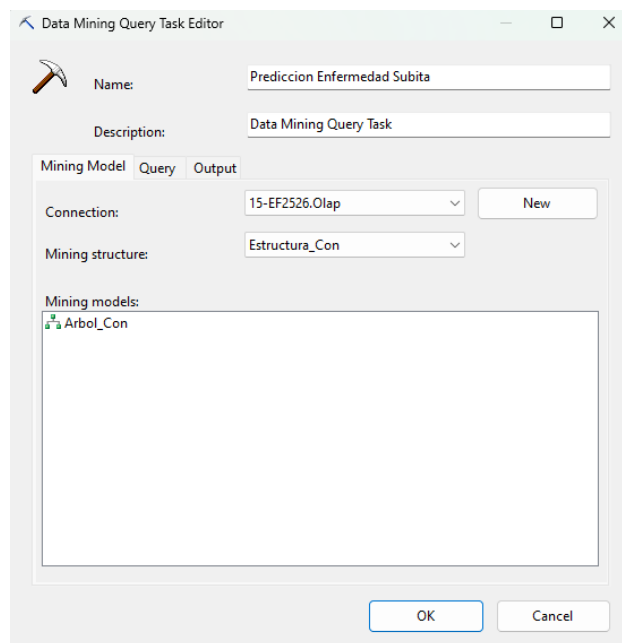 Data Mining Query Task Editor
Name: Prediccion Enfermedad Subita
Description: Data Mining Query Task
Mining Model Query Output
Connection: 15-EF2526.Olap New
Mining structure: Estructura_Con
Mining models:
Arbol_Con
OK Cancel